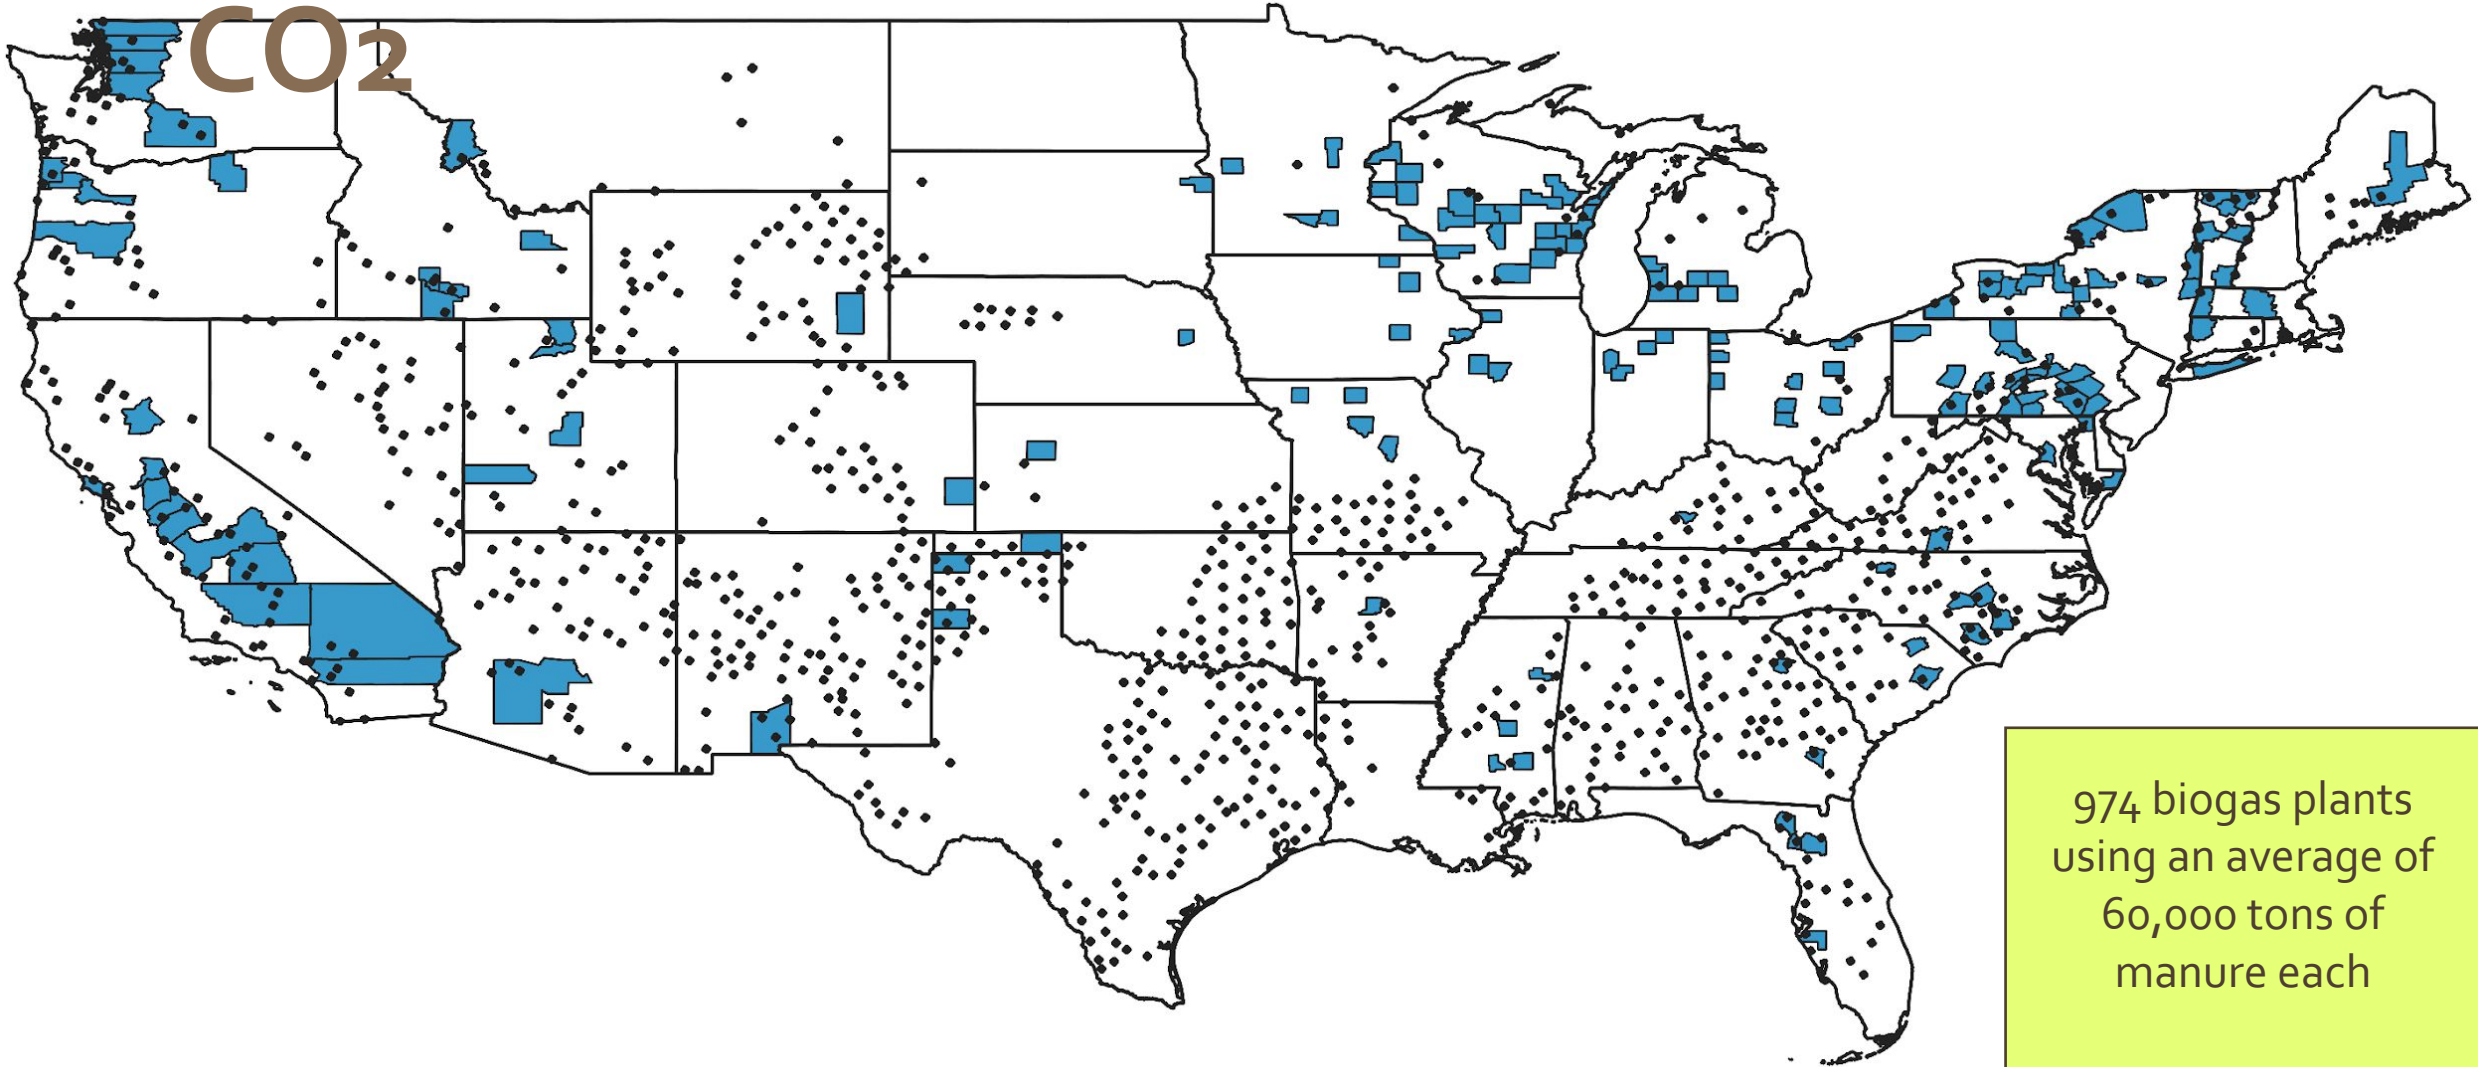 CO2
974 biogas plants
using an average of
60,000 tons of
manure each